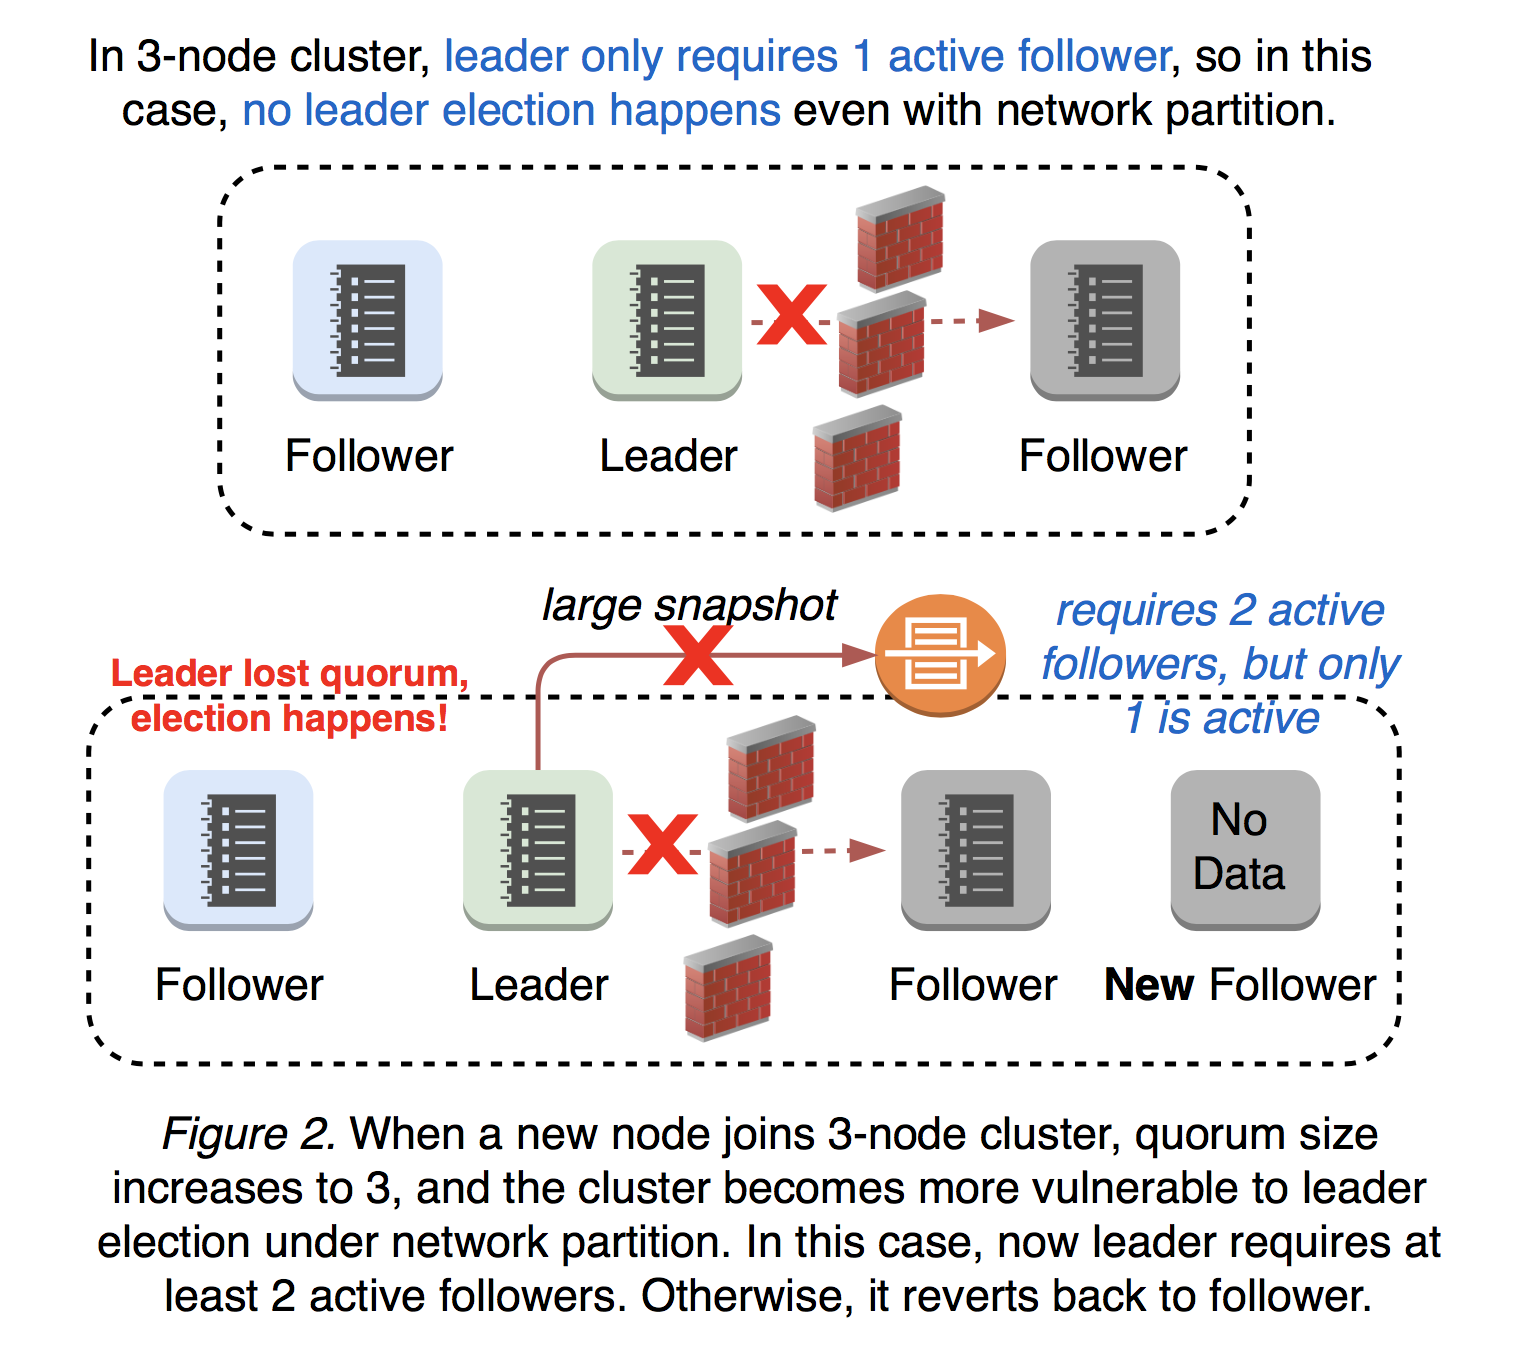 In 3-node cluster, leader only requires 1 active follower, so in this
case, no leader election happens even with network partition.
Follower
Leader
Follower
large snapshot
requires 2 active
followers, but only
1 is active
Leader lost quorum,
election happens!
No
Data
Follower
Leader
Follower
New Follower
Figure 2. When a new node joins 3-node cluster, quorum size
increases to 3, and the cluster becomes more vulnerable to leader
election under network partition. In this case, now leader requires at
least 2 active followers. Otherwise, it reverts back to follower.